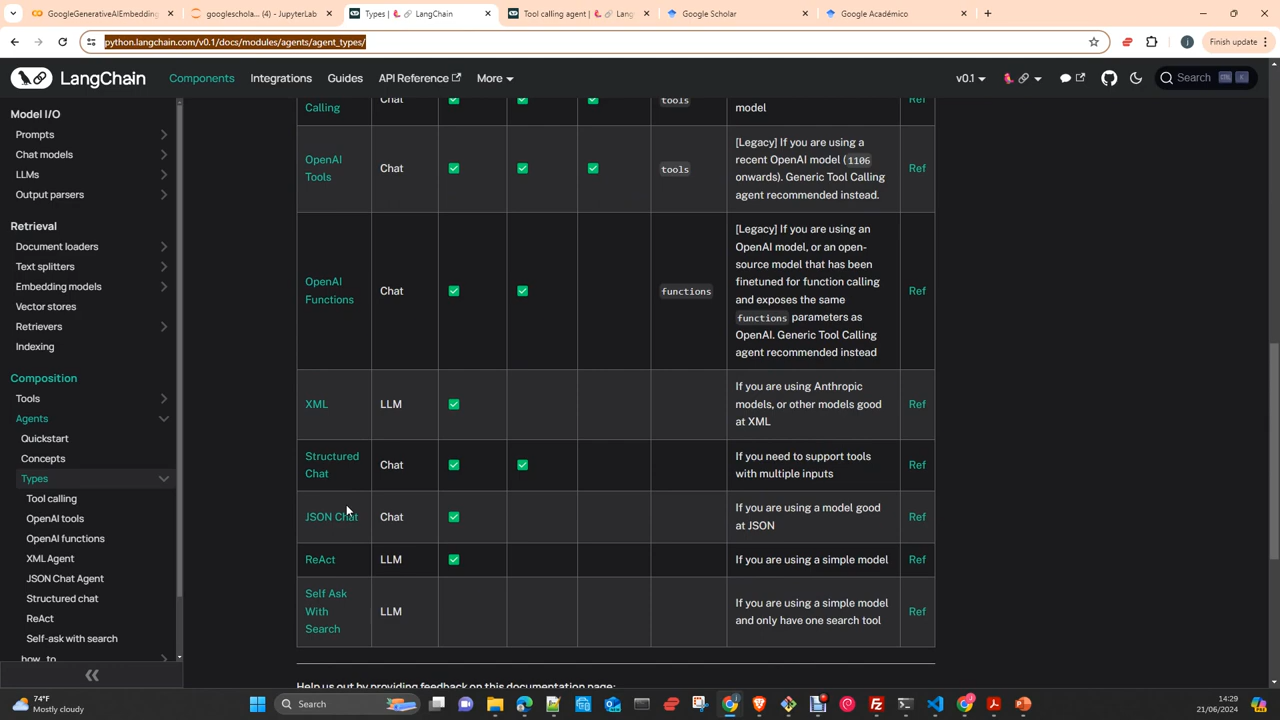 GoogleGenerativeAIEmbedding
googlescholа... (4) - JupyterLab
Types | 🦜️🔗 LangChain
Tool calling agent | 🦜️🔗 Lang
Google Scholar
Google Académico
python.langchain.com/v0.1/docs/modules/agents/agent_types/
Finish update
LangChain
Components
Integrations
Guides
API Reference
More
v0.1
Search
Model I/O
Prompts
Chat models
LLMs
Output parsers
Retrieval
Document loaders
Text splitters
Embedding models
Vector stores
Retrievers
Indexing
Composition
Tools
Agents
Quickstart
Concepts
Types
Tool calling
OpenAI tools
OpenAI functions
XML Agent
JSON Chat Agent
Structured chat
ReAct
Self-ask with search
how_to
Calling
Chat
tools
model
Ref
OpenAI
Tools
Chat
tools
[Legacy] If you are using a
recent OpenAI model (1106
onwards). Generic Tool Calling
agent recommended instead.
Ref
OpenAI
Functions
Chat
functions
[Legacy] If you are using an
OpenAI model, or an open-
source model that has been
finetuned for function calling
and exposes the same
functions parameters as
OpenAI. Generic Tool Calling
agent recommended instead
Ref
XML
LLM
If you are using Anthropic
models, or other models good
at XML
Ref
Structured
Chat
Chat
If you need to support tools
with multiple inputs
Ref
JSON Chat
Chat
If you are using a model good
at JSON
Ref
ReAct
LLM
If you are using a simple model
Ref
Self Ask
With
Search
LLM
If you are using a simple model
and only have one search tool
Ref
Help us out by providing feedback on this documentation page:
74°F
Mostly cloudy
Search
14:29
21/06/2024